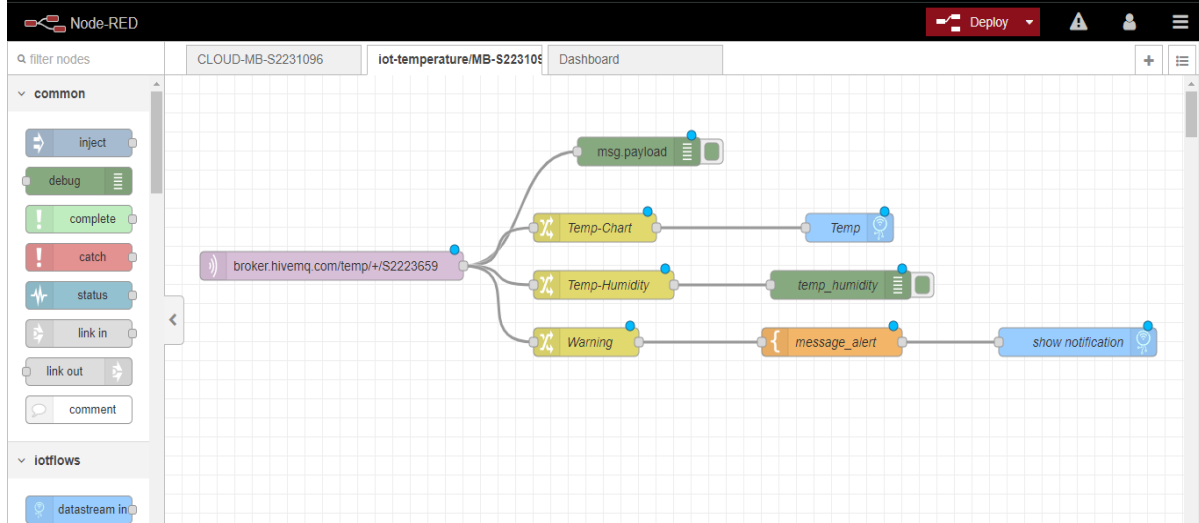 Node-RED
Deploy
filter nodes
CLOUD-MB-S2231096
iot-temperature/MB-S223109
Dashboard
common
inject
debug
complete
catch
status
link in
link out
comment
iotflows
datastream in
msg.payload
Temp-Chart
Temp
broker.hivemq.com/temp/+/S2223659
Temp-Humidity
temp_humidity
Warning
message_alert
show notification